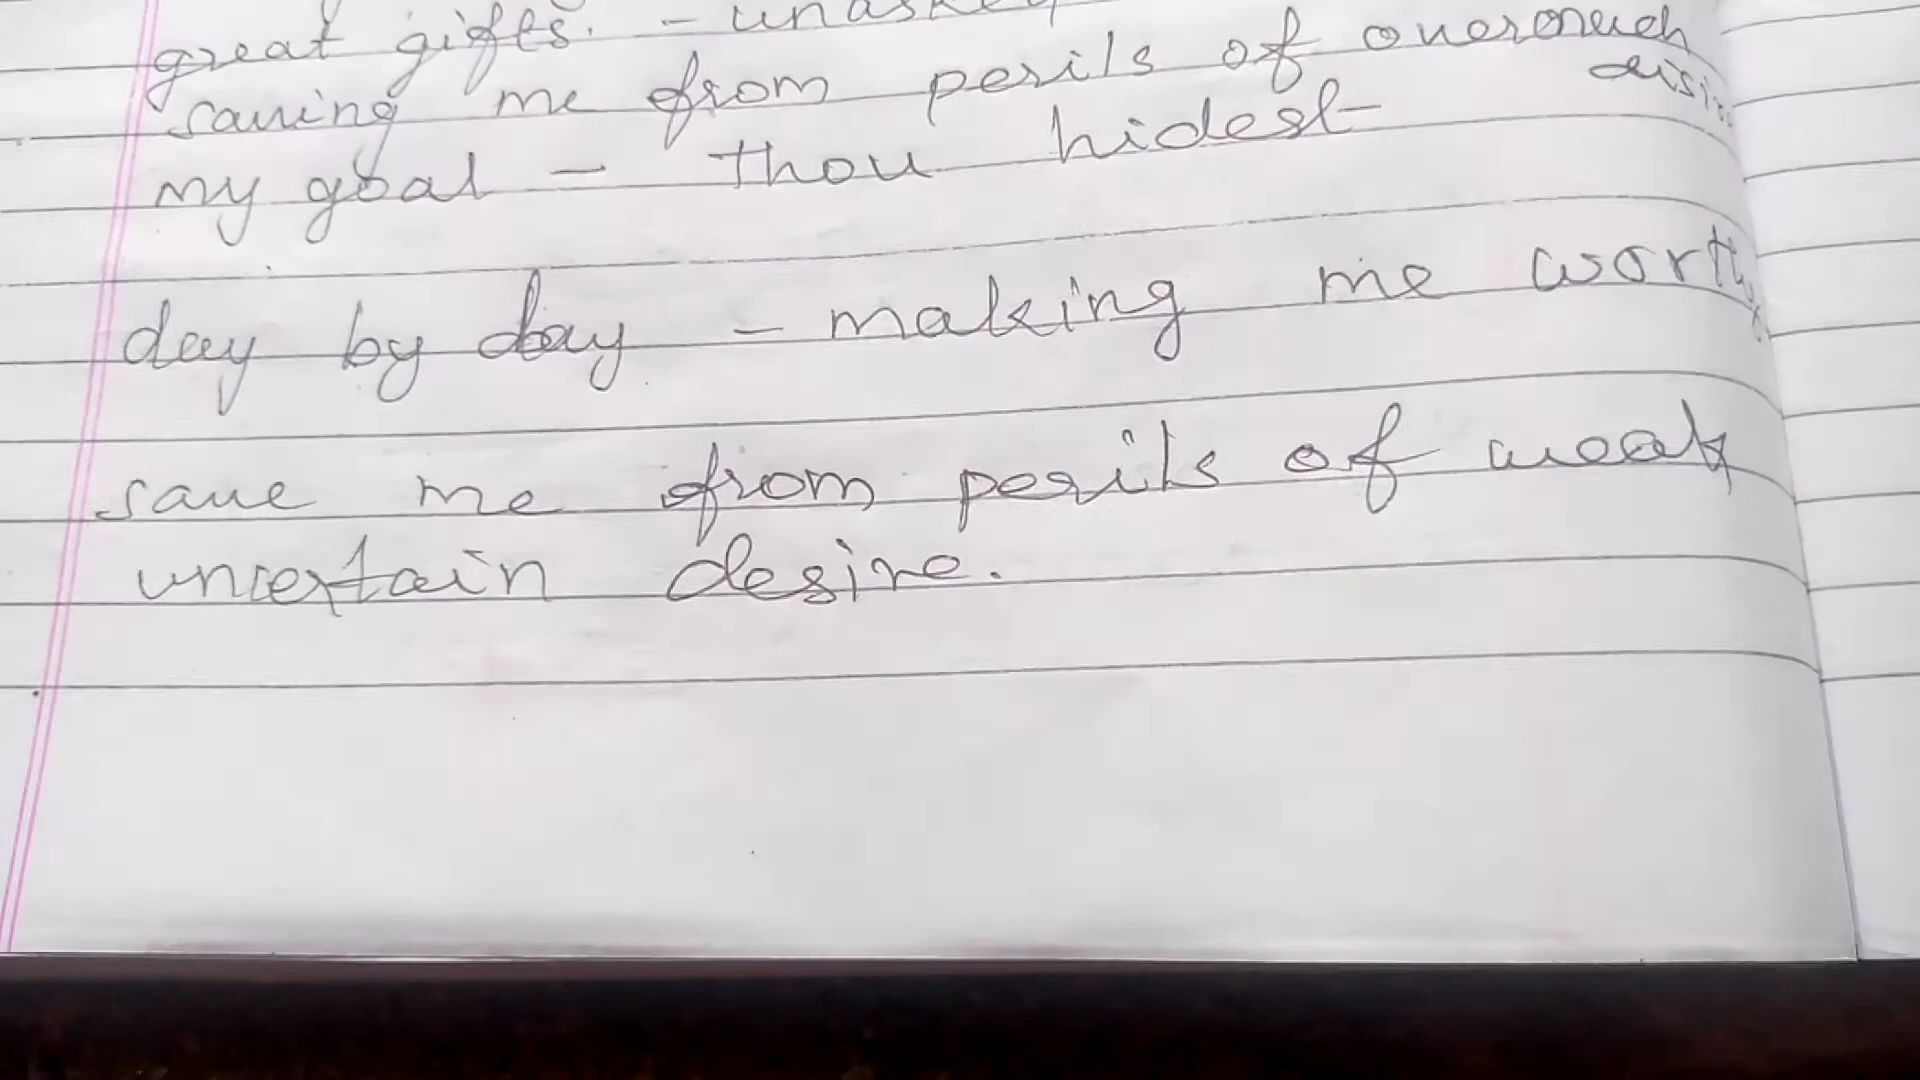 great gifts. - unasked
saving me from perils of overmuch
my goal - thou hidest
day by day - making me worthy
save me from perils of weak
uncertain desire.